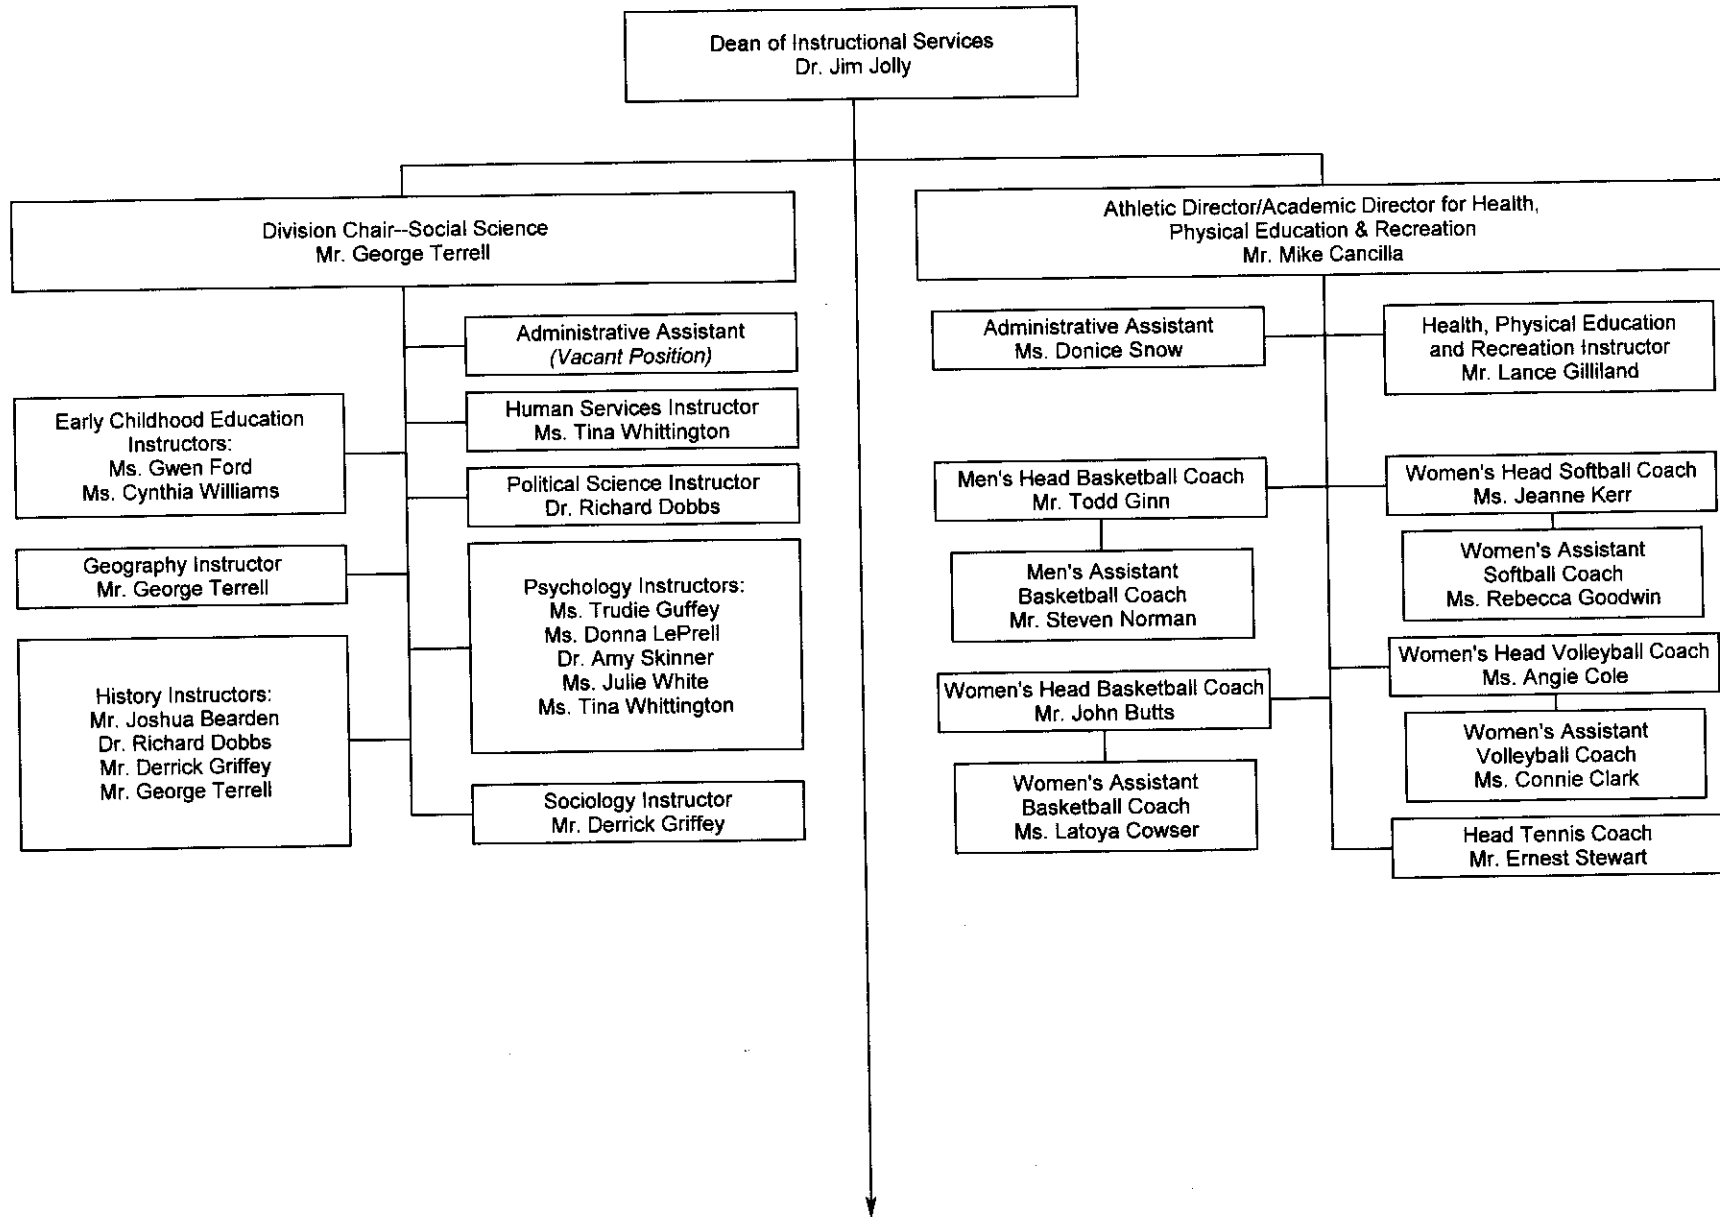 Dean of Instructional Services
Dr. Jim Jolly
Division Chair--Social Science
Mr. George Terrell
Administrative Assistant
(Vacant Position)
Early Childhood Education
Instructors:
Ms. Gwen Ford
Ms. Cynthia Williams
Human Services Instructor
Ms. Tina Whittington
Political Science Instructor
Dr. Richard Dobbs
Geography Instructor
Mr. George Terrell
Psychology Instructors:
Ms. Trudie Guffey
Ms. Donna LePrell
Dr. Amy Skinner
Ms. Julie White
Ms. Tina Whittington
History Instructors:
Mr. Joshua Bearden
Dr. Richard Dobbs
Mr. Derrick Griffey
Mr. George Terrell
Sociology Instructor
Mr. Derrick Griffey
Athletic Director/Academic Director for Health,
Physical Education & Recreation
Mr. Mike Cancilla
Administrative Assistant
Ms. Donice Snow
Health, Physical Education
and Recreation Instructor
Mr. Lance Gilliland
Men's Head Basketball Coach
Mr. Todd Ginn
Women's Head Softball Coach
Ms. Jeanne Kerr
Men's Assistant
Basketball Coach
Mr. Steven Norman
Women's Assistant
Softball Coach
Ms. Rebecca Goodwin
Women's Head Basketball Coach
Mr. John Butts
Women's Head Volleyball Coach
Ms. Angie Cole
Women's Assistant
Basketball Coach
Ms. Latoya Cowser
Women's Assistant
Volleyball Coach
Ms. Connie Clark
Head Tennis Coach
Mr. Ernest Stewart